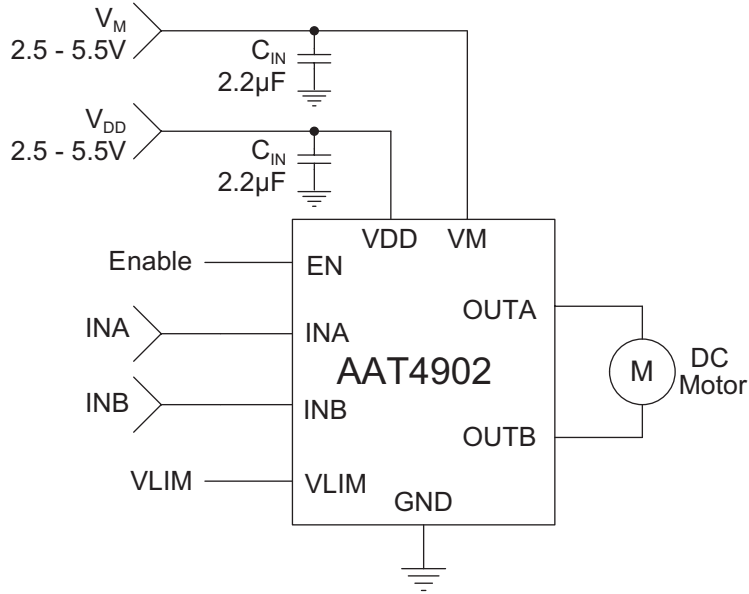 VM
2.5 - 5.5V
CIN
2.2µF
VDD
2.5 - 5.5V
CIN
2.2µF
VDD
VM
Enable
EN
OUTA
INA
INA
AAT4902
M
DC
Motor
INB
INB
OUTB
VLIM
VLIM
GND